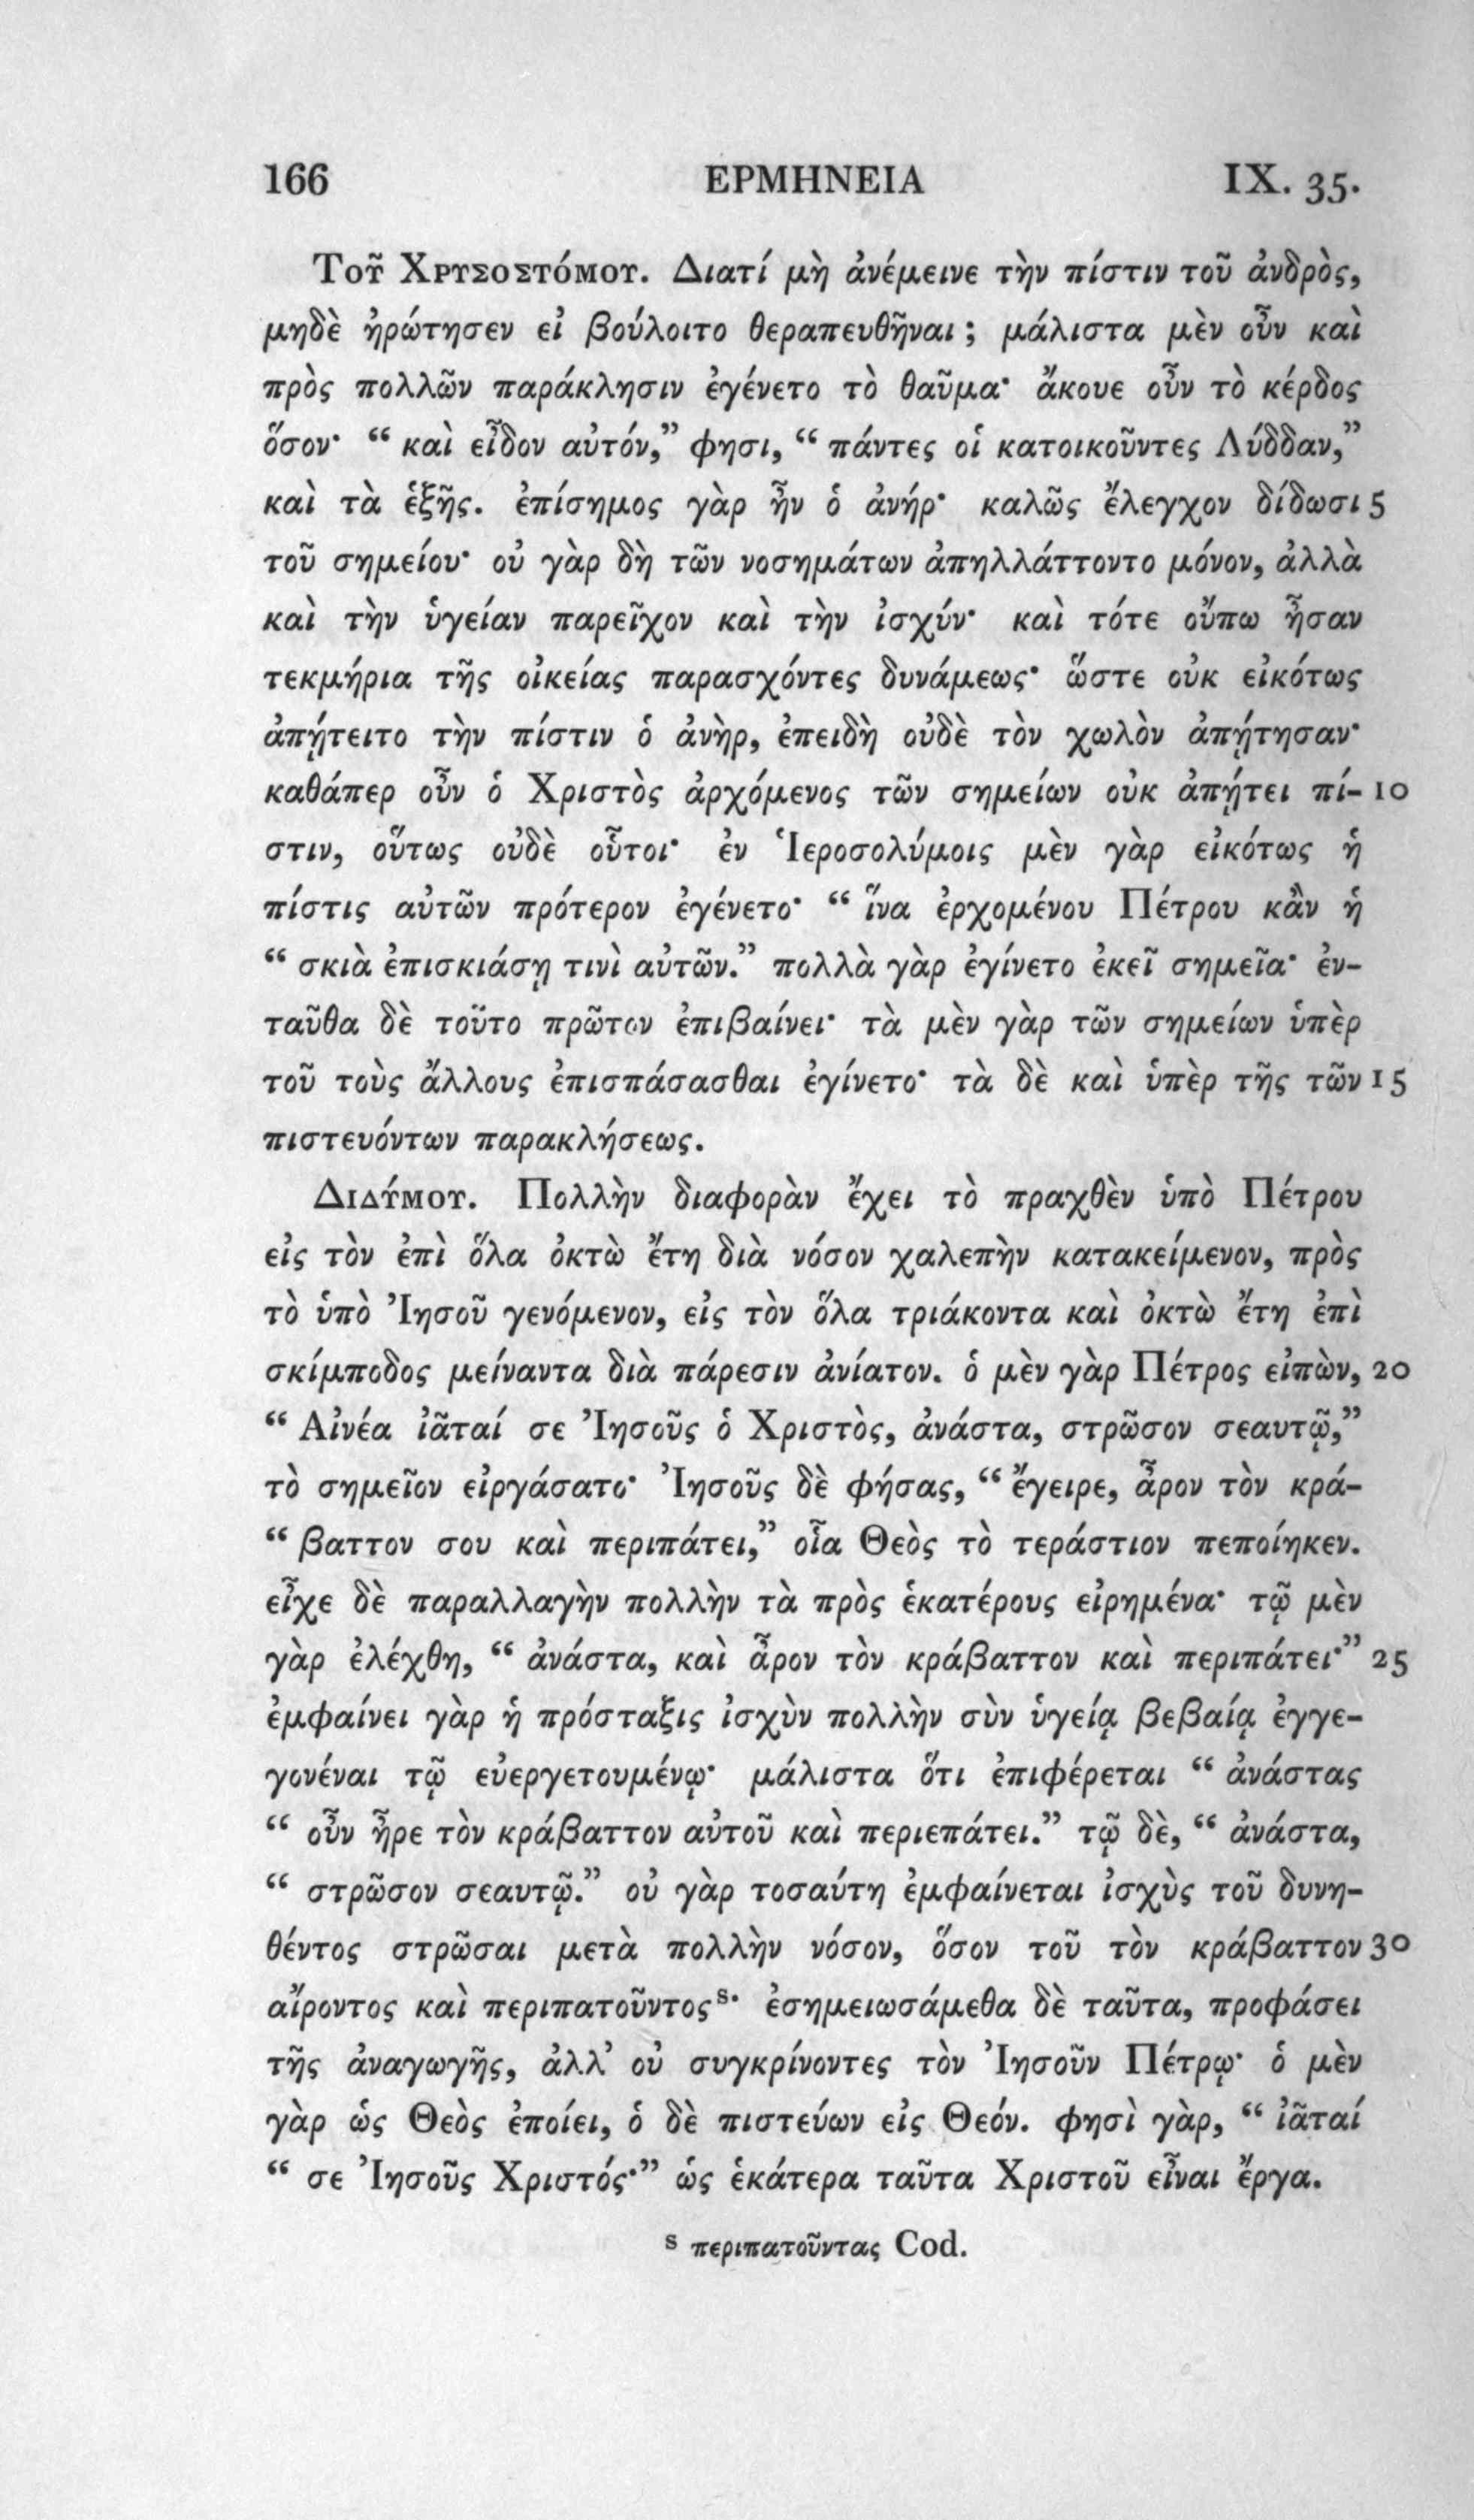 166 ΕΡΜΗΝΕΙΑ IX. 35.
Τοῦ Χρυσοστόμου. Διατί μὴ ἀνέμεινε τὴν πίστιν τοῦ ἀνδρὸς,
μηδὲ ἠρώτησεν εἰ βούλοιτο θεραπευθῆναι ; μάλιστα μὲν οὖν καὶ
πρὸς πολλῶν παράκλησιν ἐγένετο τὸ θαῦμα· ἄκουε οὖν τὸ κέρδος
ὅσον· “ καὶ εἶδον αὐτόν,” φησι, “ πάντες οἱ κατοικοῦντες Λύδδαν,”
καὶ τὰ ἑξῆς. ἐπίσημος γὰρ ἦν ὁ ἀνήρ· καλῶς ἔλεγχον δίδωσι 5
τοῦ σημείου· οὐ γὰρ δὴ τῶν νοσημάτων ἀπηλλάττοντο μόνον, ἀλλὰ
καὶ τὴν ὑγείαν παρεῖχον καὶ τὴν ἰσχύν· καὶ τότε οὔπω ἦσαν
τεκμήρια τῆς οἰκείας παρασχόντες δυνάμεως· ὥστε οὐκ εἰκότως
ἀπῄτειτο τὴν πίστιν ὁ ἀνὴρ, ἐπειδὴ οὐδὲ τὸν χωλὸν ἀπῄτησαν·
καθάπερ οὖν ὁ Χριστὸς ἀρχόμενος τῶν σημείων οὐκ ἀπῄτει πί- 10
στιν, οὕτως οὐδὲ οὗτοι· ἐν Ἱεροσολύμοις μὲν γὰρ εἰκότως ἡ
πίστις αὐτῶν πρότερον ἐγένετο· “ ἵνα ἐρχομένου Πέτρου κἂν ἡ
“ σκιὰ ἐπισκιάσῃ τινὶ αὐτῶν.” πολλὰ γὰρ ἐγίνετο ἐκεῖ σημεῖα· ἐν-
ταῦθα δὲ τοῦτο πρῶτον ἐπιβαίνει· τὰ μὲν γὰρ τῶν σημείων ὑπὲρ
τοῦ τοὺς ἄλλους ἐπισπάσασθαι ἐγίνετο· τὰ δὲ καὶ ὑπὲρ τῆς τῶν 15
πιστευόντων παρακλήσεως.
Διδύμου. Πολλὴν διαφορὰν ἔχει τὸ πραχθὲν ὑπὸ Πέτρου
εἰς τὸν ἐπὶ ὅλα ὀκτὼ ἔτη διὰ νόσον χαλεπὴν κατακείμενον, πρὸς
τὸ ὑπὸ Ἰησοῦ γενόμενον, εἰς τὸν ὅλα τριάκοντα καὶ ὀκτὼ ἔτη ἐπὶ
σκίμποδος μείναντα διὰ πάρεσιν ἀνίατον. ὁ μὲν γὰρ Πέτρος εἰπὼν, 20
“ Αἰνέα ἰᾶταί σε Ἰησοῦς ὁ Χριστὸς, ἀνάστα, στρῶσον σεαυτῷ,”
τὸ σημεῖον εἰργάσατο· Ἰησοῦς δὲ φήσας, “ ἔγειρε, ἆρον τὸν κρά-
“ βαττον σου καὶ περιπάτει,” οἷα Θεὸς τὸ τεράστιον πεποίηκεν.
εἶχε δὲ παραλλαγὴν πολλὴν τὰ πρὸς ἑκατέρους εἰρημένα· τῷ μὲν
γὰρ ἐλέχθη, “ ἀνάστα, καὶ ἆρον τὸν κράβαττον καὶ περιπάτει·” 25
ἐμφαίνει γὰρ ἡ πρόσταξις ἰσχὺν πολλὴν σὺν ὑγείᾳ βεβαίᾳ ἐγγε-
γονέναι τῷ εὐεργετουμένῳ· μάλιστα ὅτι ἐπιφέρεται “ ἀνάστας
“ οὖν ἦρε τὸν κράβαττον αὐτοῦ καὶ περιεπάτει.” τῷ δὲ, “ ἀνάστα,
“ στρῶσον σεαυτῷ.” οὐ γὰρ τοσαύτη ἐμφαίνεται ἰσχὺς τοῦ δυνη-
θέντος στρῶσαι μετὰ πολλὴν νόσον, ὅσον τοῦ τὸν κράβαττον 30
αἴροντος καὶ περιπατοῦντος s· ἐσημειωσάμεθα δὲ ταῦτα, προφάσει
τῆς ἀναγωγῆς, ἀλλ’ οὐ συγκρίνοντες τὸν Ἰησοῦν Πέτρῳ· ὁ μὲν
γὰρ ὡς Θεὸς ἐποίει, ὁ δὲ πιστεύων εἰς Θεόν. φησὶ γὰρ, “ ἰᾶταί
“ σε Ἰησοῦς Χριστός·” ὡς ἑκάτερα ταῦτα Χριστοῦ εἶναι ἔργα.
s περιπατοῦντας Cod.